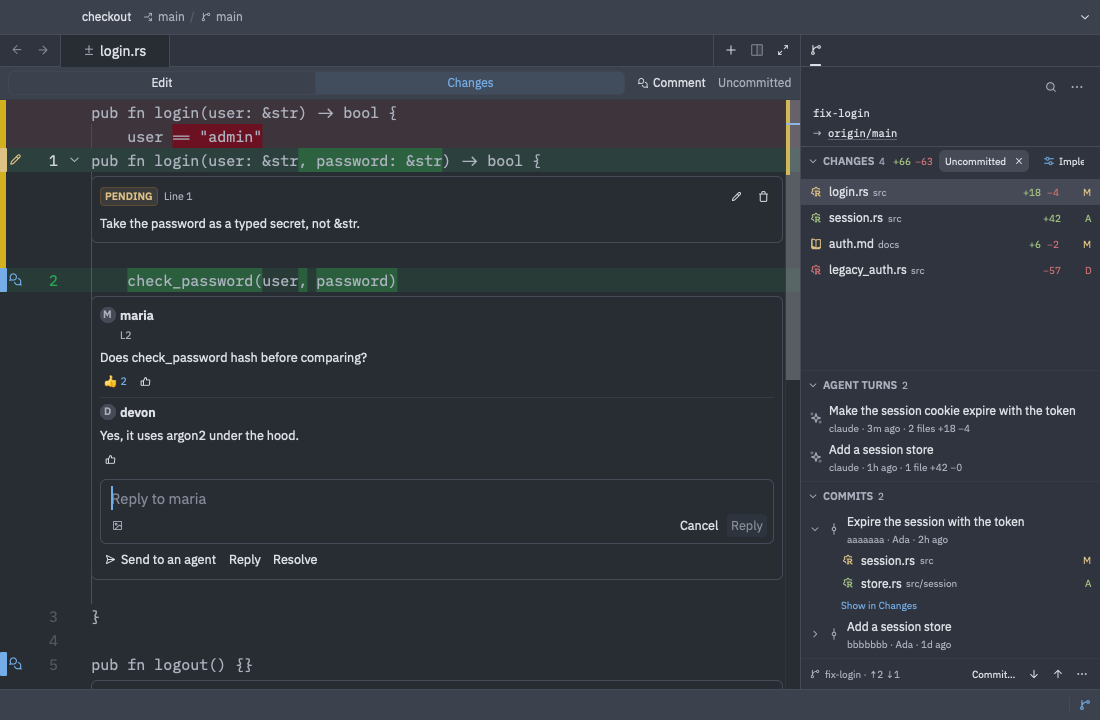 checkout main / main
login.rs
Edit Changes Comment Uncommitted
pub fn login(user: &str) -> bool {
user == "admin"
1 pub fn login(user: &str, password: &str) -> bool {
PENDING Line 1
Take the password as a typed secret, not &str.
2 check_password(user, password)
M maria
L2
Does check_password hash before comparing?
👍 2
D devon
Yes, it uses argon2 under the hood.
Reply to maria
Cancel Reply
Send to an agent Reply Resolve
3 }
4
5 pub fn logout() {}
fix-login
→ origin/main
CHANGES 4 +66 −63 Uncommitted × Imple
login.rs src +18 −4 M
session.rs src +42 A
auth.md docs +6 −2 M
legacy_auth.rs src −57 D
AGENT TURNS 2
Make the session cookie expire with the token
claude · 3m ago · 2 files +18 −4
Add a session store
claude · 1h ago · 1 file +42 −0
COMMITS 2
Expire the session with the token
aaaaaaa · Ada · 2h ago
session.rs src M
store.rs src/session A
Show in Changes
Add a session store
bbbbbbb · Ada · 1d ago
fix-login · ↑2 ↓1 Commit... ↓ ↑ ···